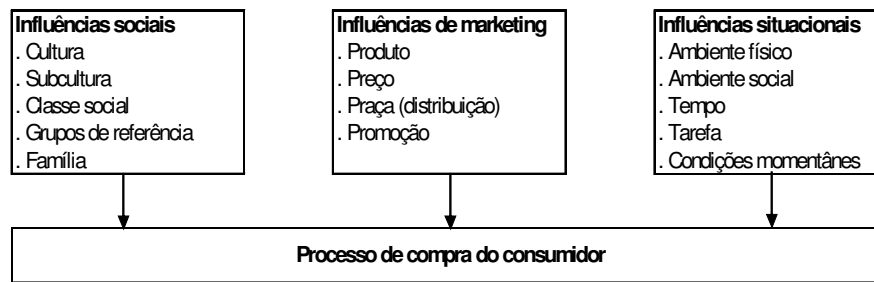 Influências sociais
. Cultura
. Subcultura
. Classe social
. Grupos de referência
. Família
Influências de marketing
. Produto
. Preço
. Praça (distribuição)
. Promoção
Influências situacionais
. Ambiente físico
. Ambiente social
. Tempo
. Tarefa
. Condições momentânes
Processo de compra do consumidor